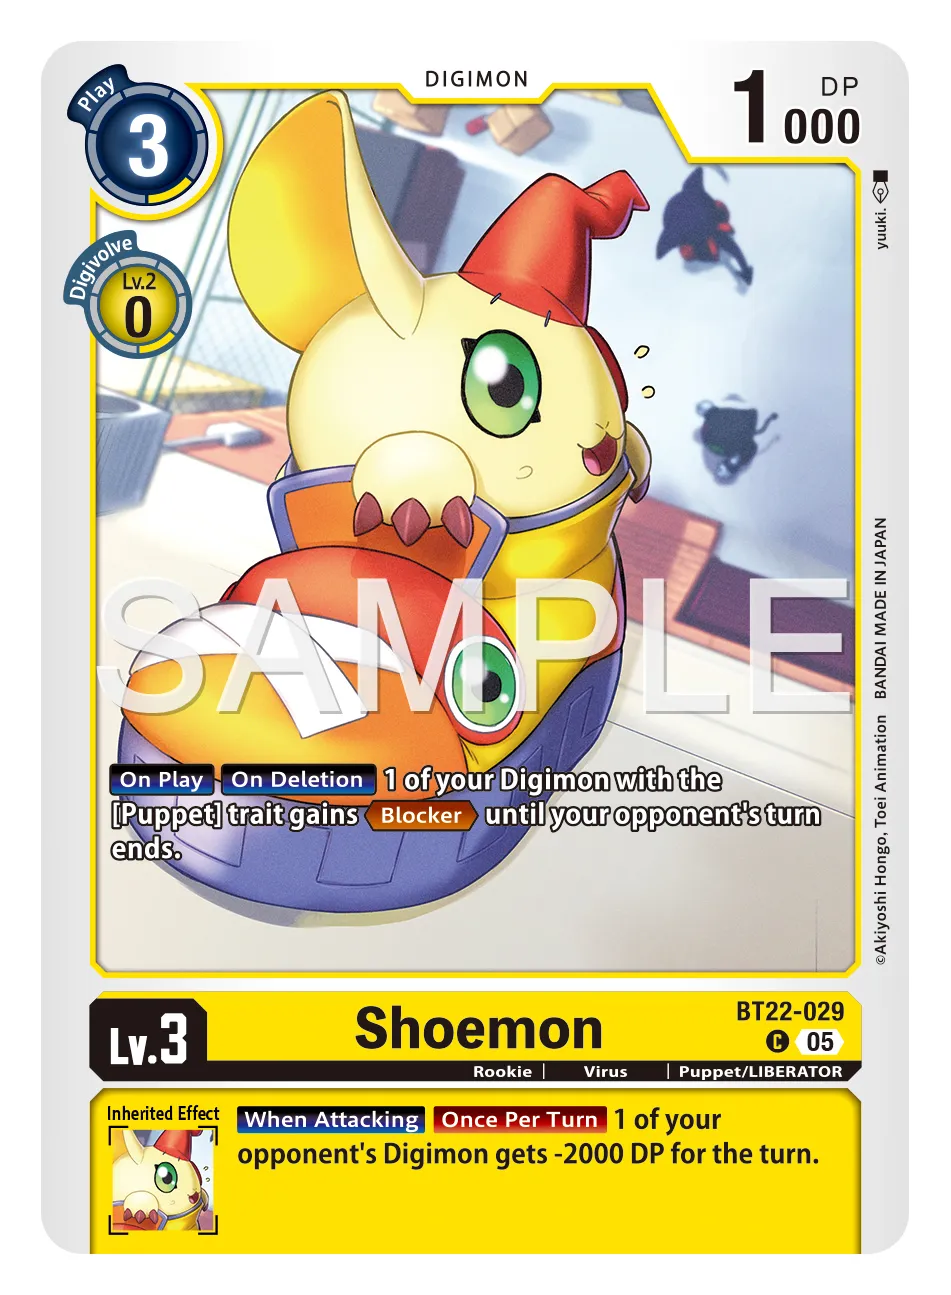 DIGIMON
Play
3
1000
DP
Digivolve
Lv.2
0
yuuki.
SAMPLE
On Play On Deletion 1 of your Digimon with the
[Puppet] trait gains Blocker until your opponent's turn
ends.
©Akiyoshi Hongo, Toei Animation BANDAI MADE IN JAPAN
Lv.3
Shoemon
BT22-029
C 05
Rookie | Virus | Puppet/LIBERATOR
Inherited Effect
When Attacking Once Per Turn 1 of your
opponent's Digimon gets -2000 DP for the turn.